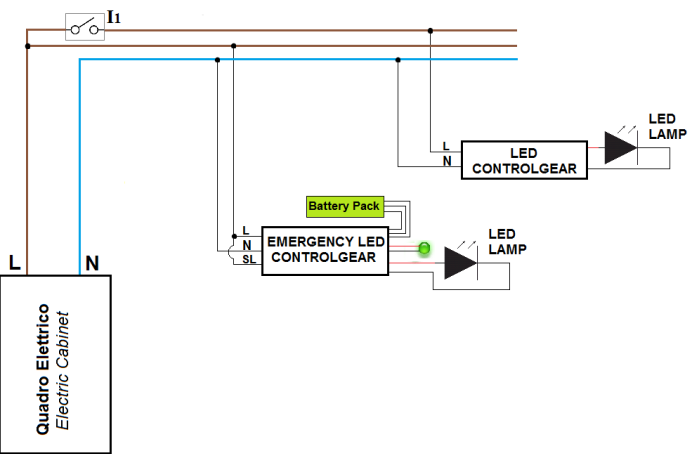 I1
LED
LAMP
L
N
LED
CONTROLGEAR
Battery Pack
L
N
SL
EMERGENCY LED
CONTROLGEAR
LED
LAMP
L
N
Quadro Elettrico
Electric Cabinet